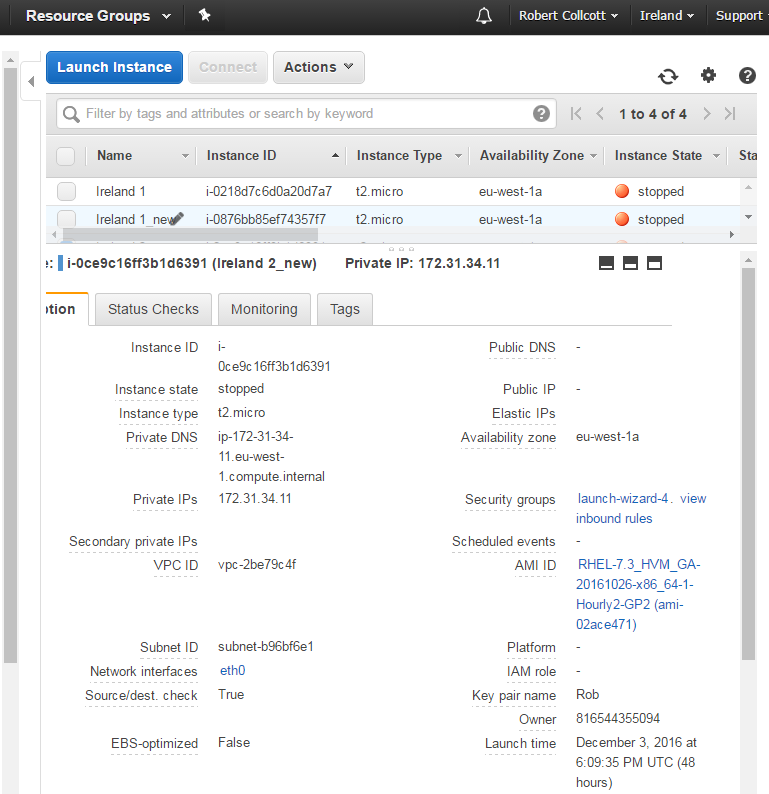 Resource Groups Robert Collcott Ireland Support
Launch Instance Connect Actions
Filter by tags and attributes or search by keyword ? 1 to 4 of 4 ?
Name Instance ID Instance Type Availability Zone Instance State Sta
Ireland 1 i-0218d7c6d0a20d7a7 t2.micro eu-west-1a stopped
Ireland 1_new i-0876bb85ef74357f7 t2.micro eu-west-1a stopped
e: i-0ce9c16ff3b1d6391 (Ireland 2_new) Private IP: 172.31.34.11
ption Status Checks Monitoring Tags
Instance ID i-
0ce9c16ff3b1d6391
Public DNS -
Instance state stopped Public IP -
Instance type t2.micro Elastic IPs
Private DNS ip-172-31-34-
11.eu-west-
1.compute.internal
Availability zone eu-west-1a
Private IPs 172.31.34.11 Security groups launch-wizard-4. view
inbound rules
Secondary private IPs Scheduled events -
VPC ID vpc-2be79c4f AMI ID RHEL-7.3_HVM_GA-
20161026-x86_64-1-
Hourly2-GP2 (ami-
02ace471)
Subnet ID subnet-b96bf6e1 Platform -
Network interfaces eth0 IAM role -
Source/dest. check True Key pair name Rob
Owner 816544355094
EBS-optimized False Launch time December 3, 2016 at
6:09:35 PM UTC (48
hours)